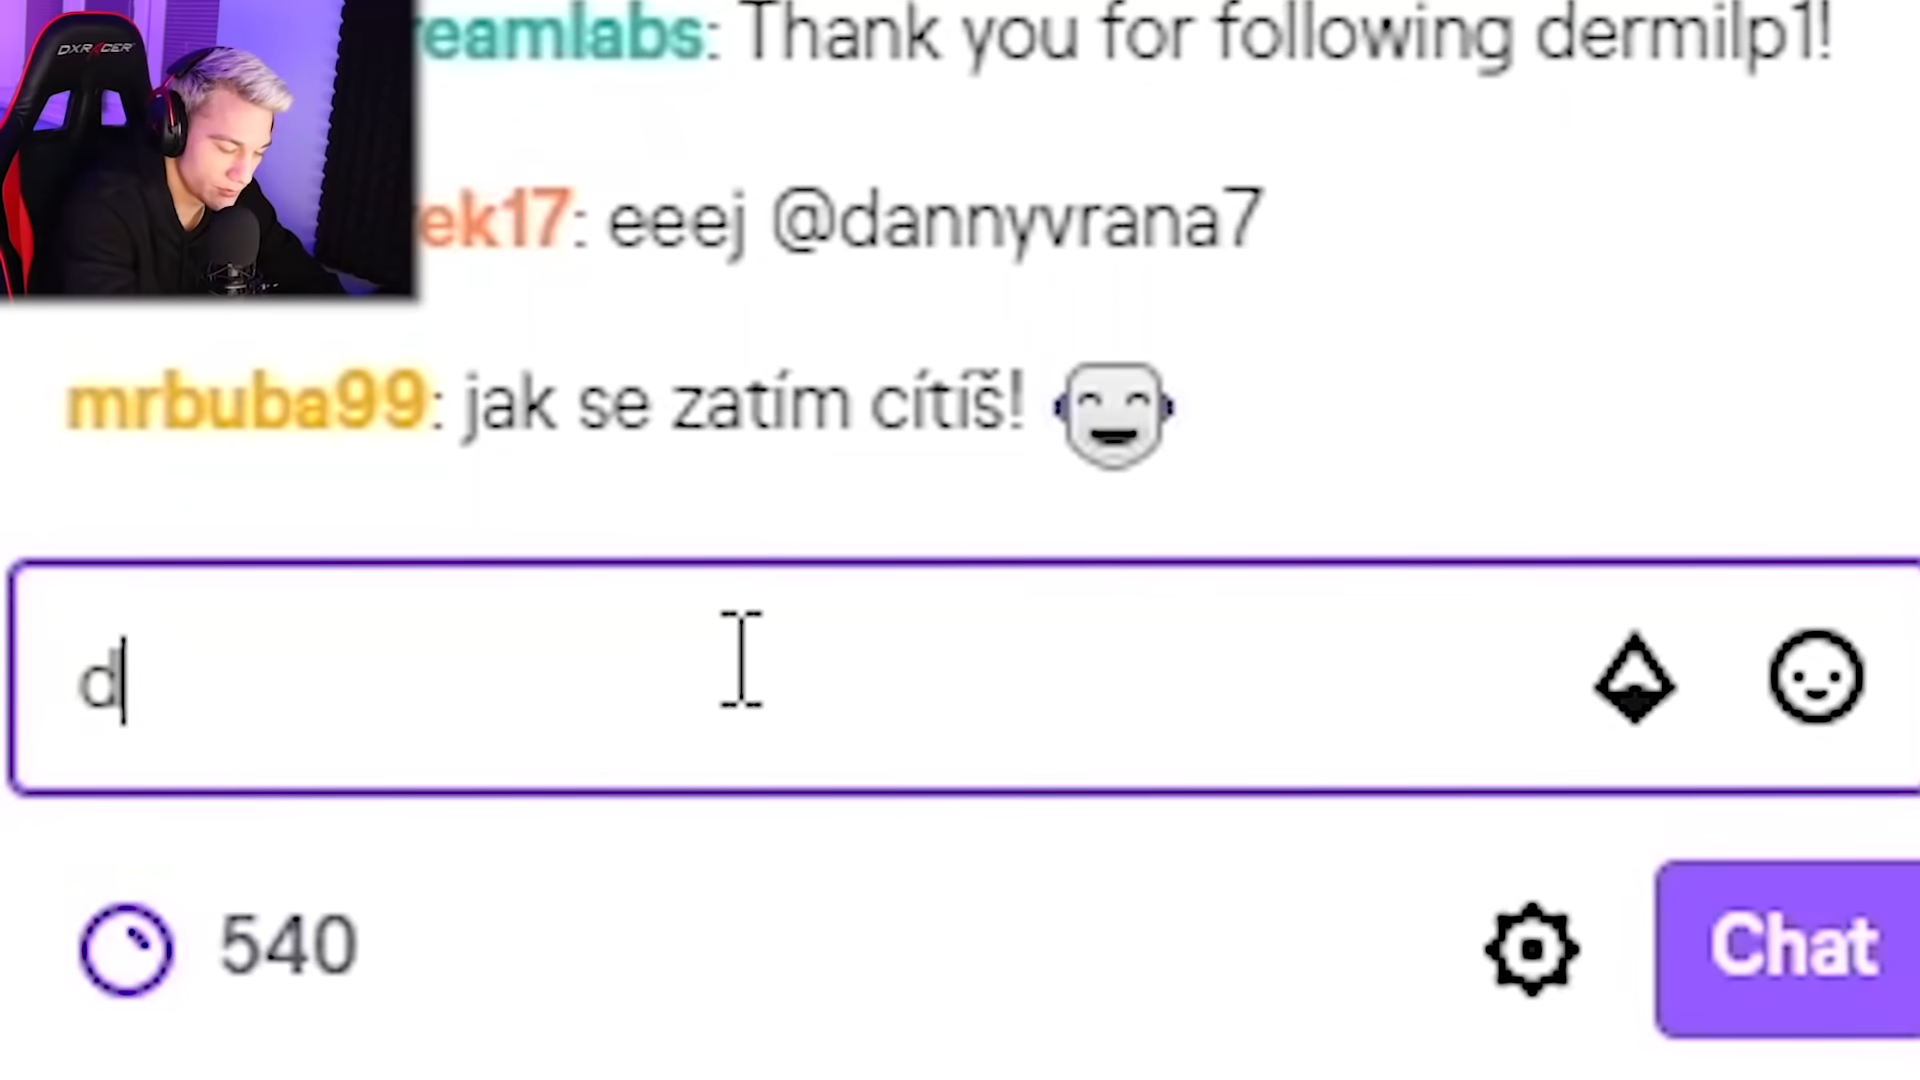 DXRACER
eamlabs: Thank you for following dermilp1!
ek17: eeej @dannyvrana7
mrbuba99: jak se zatím cítíš!
d
540
Chat